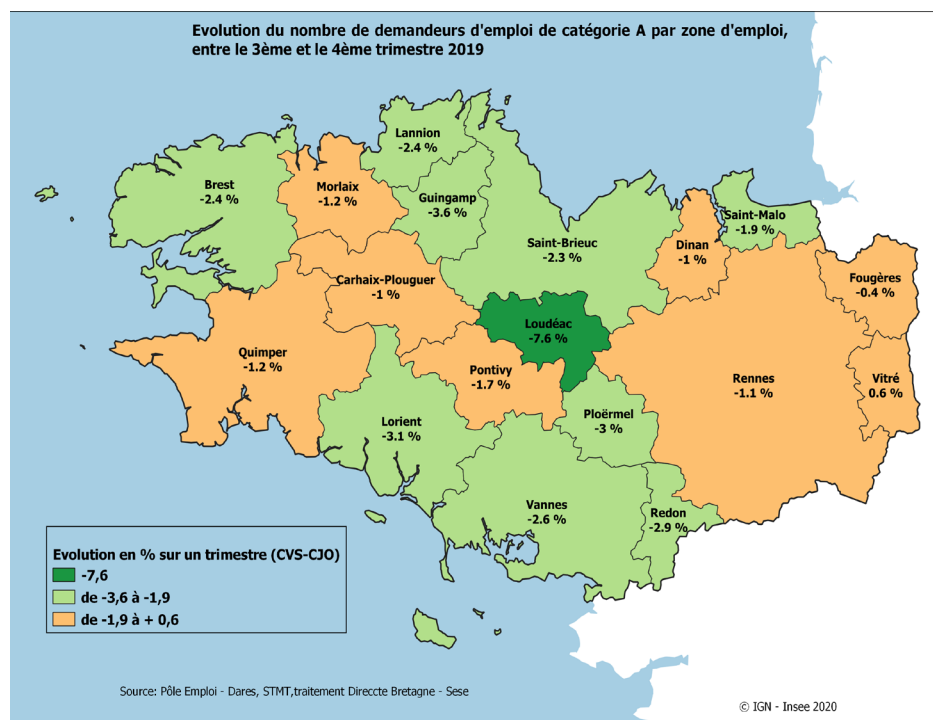 Evolution du nombre de demandeurs d'emploi de catégorie A par zone d'emploi,
entre le 3ème et le 4ème trimestre 2019
Lannion
-2.4 %
Brest
-2.4 %
Morlaix
-1.2 %
Guingamp
-3.6 %
Saint-Brieuc
-2.3 %
Dinan
-1 %
Saint-Malo
-1.9 %
Fougères
-0.4 %
Carhaix-Plouguer
-1 %
Loudéac
-7.6 %
Quimper
-1.2 %
Pontivy
-1.7 %
Rennes
-1.1 %
Vitré
0.6 %
Lorient
-3.1 %
Ploërmel
-3 %
Vannes
-2.6 %
Redon
-2.9 %
Evolution en % sur un trimestre (CVS-CJO)
-7,6
de -3,6 à -1,9
de -1,9 à + 0,6
Source: Pôle Emploi - Dares, STMT,traitement Direccte Bretagne - Sese
© IGN - Insee 2020